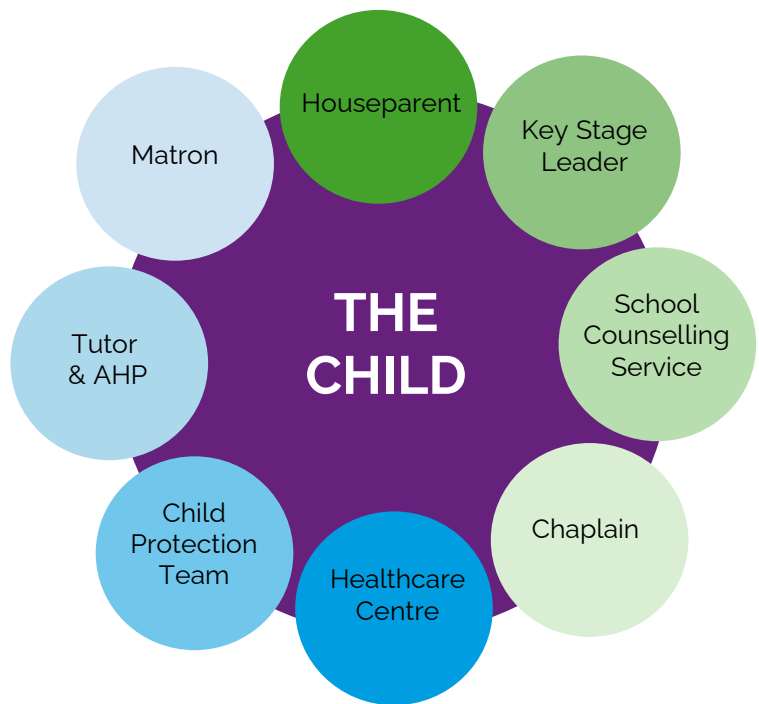 Houseparent
Key Stage
Leader
School
Counselling
Service
Chaplain
Healthcare
Centre
Child
Protection
Team
Tutor
& AHP
Matron
THE
CHILD